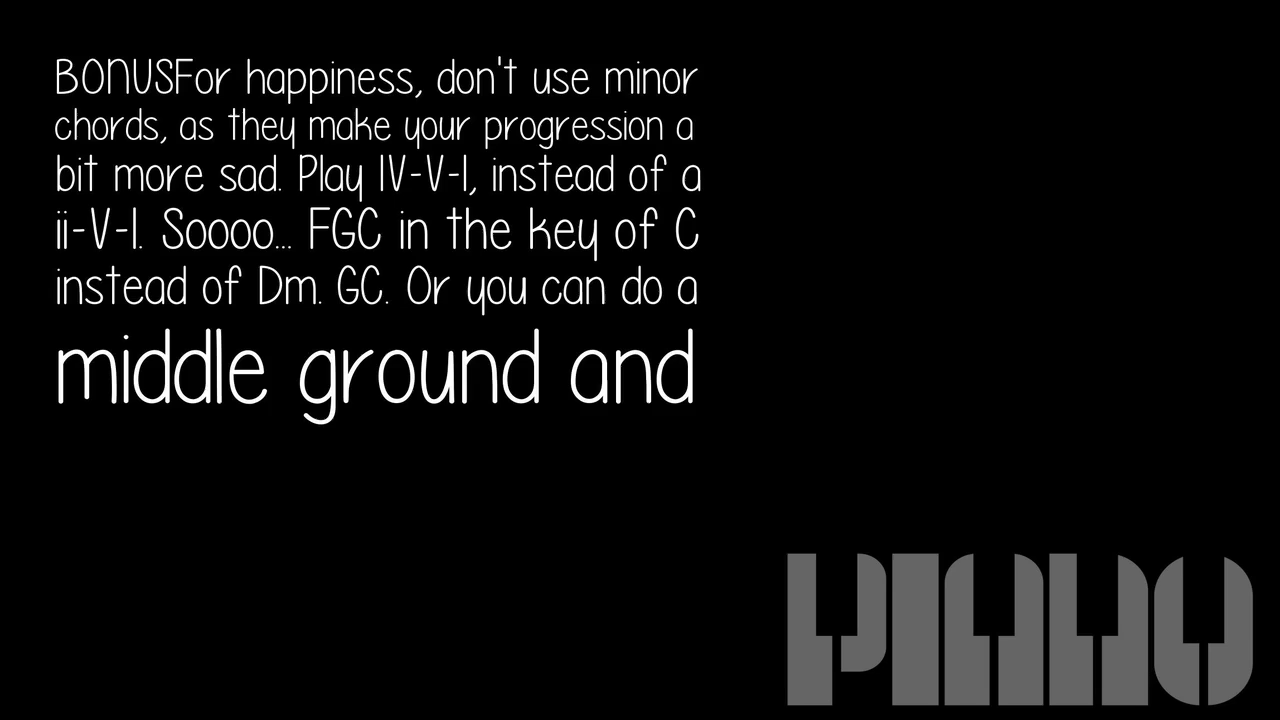 BONUSFor happiness, don't use minor
chords, as they make your progression a
bit more sad. Play IV-V-I, instead of a
ii-V-I. Soooo... FGC in the key of C
instead of Dm. GC. Or you can do a
middle ground and
PIANO